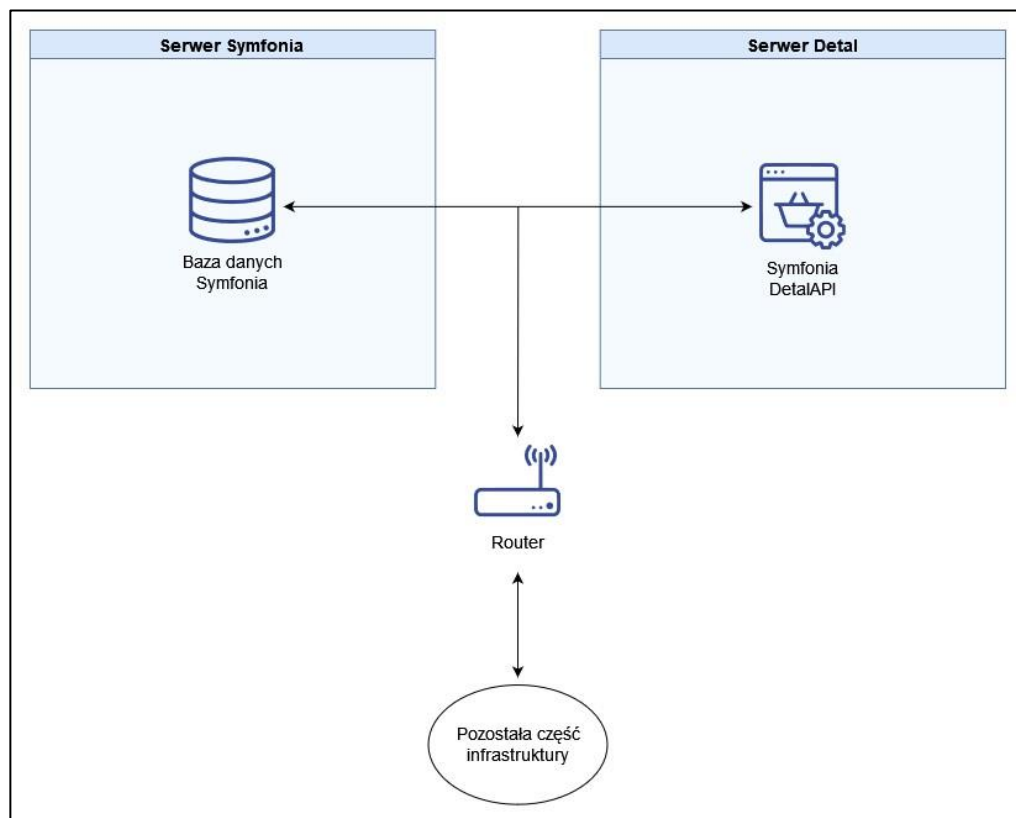 Serwer Symfonia
Serwer Detal
Baza danych
Symfonia
Symfonia
DetalAPI
Router
Pozostała część
infrastruktury